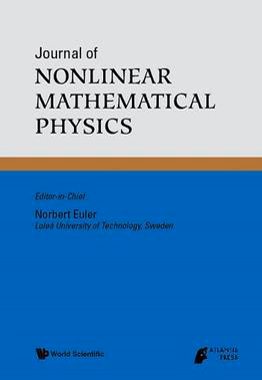 Journal of
NONLINEAR
MATHEMATICAL
PHYSICS
Editor-in-Chief
Norbert Euler
Luleå University of Technology, Sweden
World Scientific
ATLANTIS
PRESS